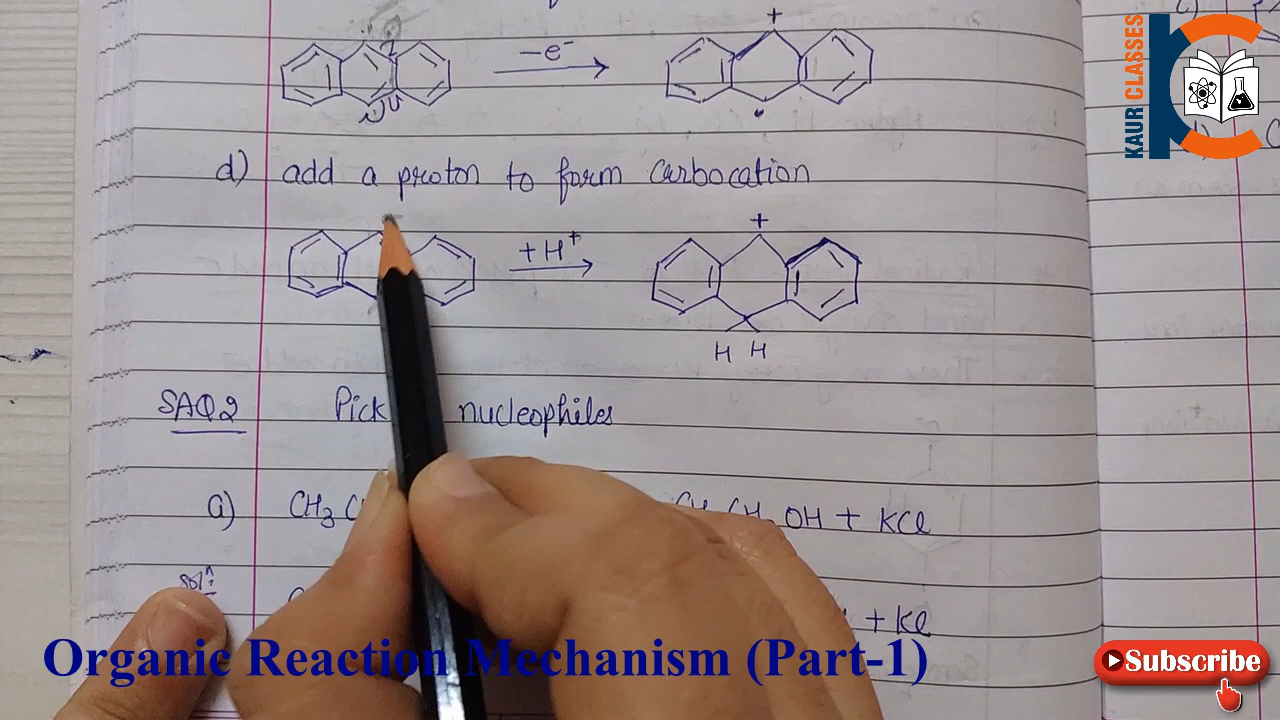 -e⁻
+
d) add a proton to form carbocation
+H⁺
+
H H
SAQ2 Pick nucleophiles
a) CH₃ OH + KCl
Solⁿ
+ KCl
Organic Reaction Mechanism (Part-1)
KAUR CLASSES
Subscribe